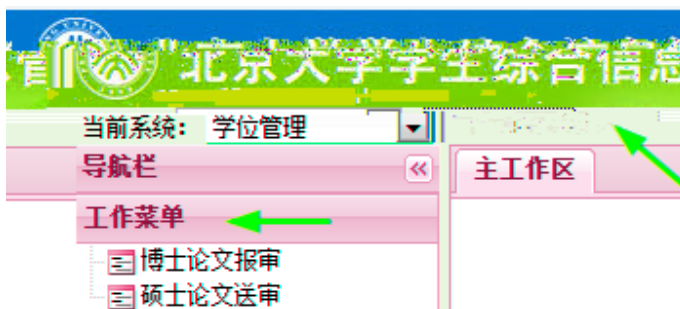 北京大学学生综合信息
当前系统： 学位管理
导航栏
主工作区
工作菜单
博士论文报审
硕士论文送审